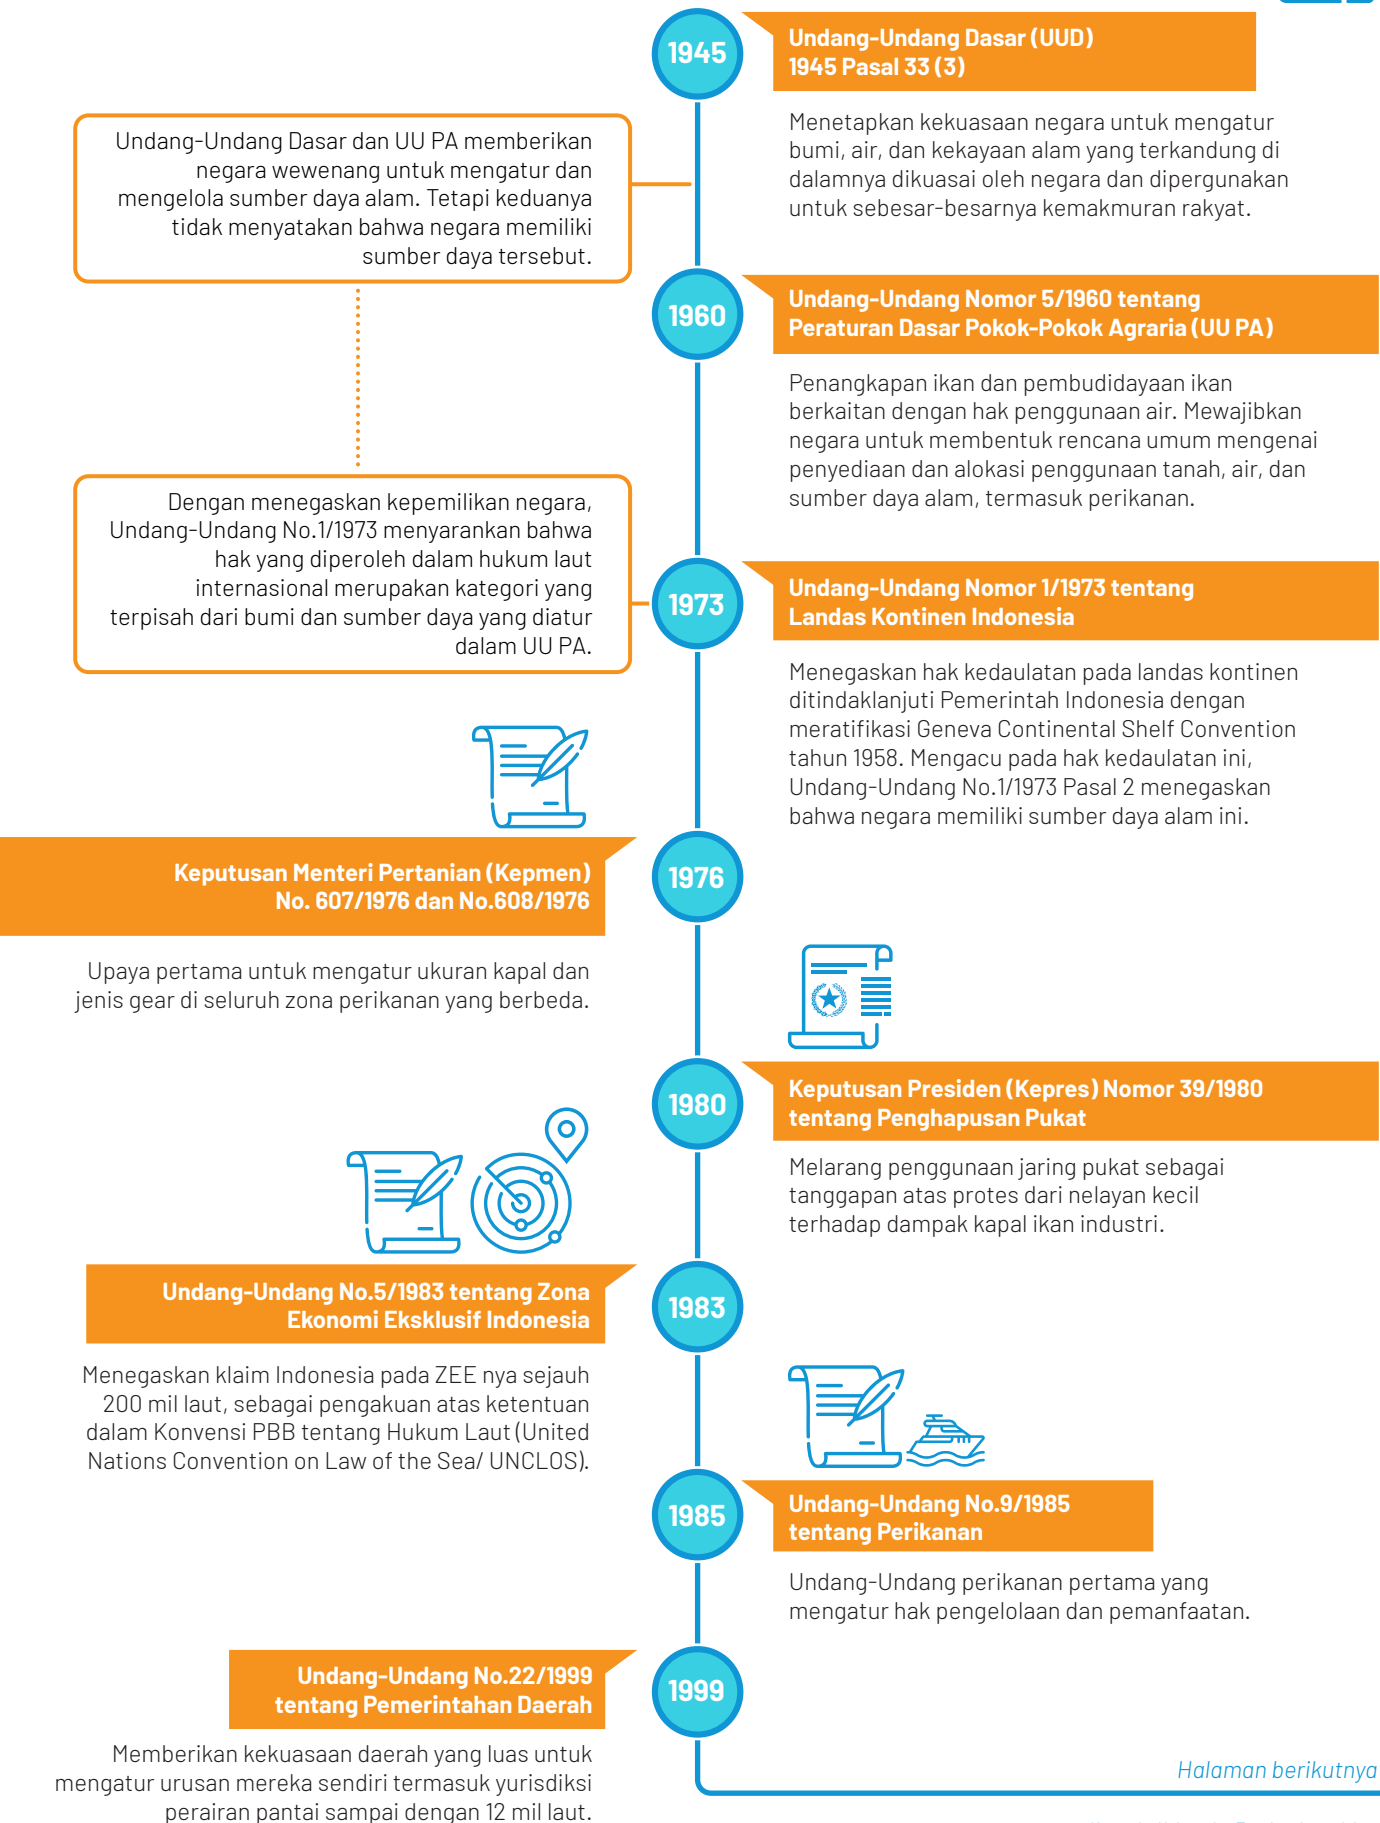 1945
Undang-Undang Dasar (UUD)
1945 Pasal 33 (3)
Menetapkan kekuasaan negara untuk mengatur
bumi, air, dan kekayaan alam yang terkandung di
dalamnya dikuasai oleh negara dan dipergunakan
untuk sebesar-besarnya kemakmuran rakyat.
Undang-Undang Dasar dan UU PA memberikan
negara wewenang untuk mengatur dan
mengelola sumber daya alam. Tetapi keduanya
tidak menyatakan bahwa negara memiliki
sumber daya tersebut.
1960
Undang-Undang Nomor 5/1960 tentang
Peraturan Dasar Pokok-Pokok Agraria (UU PA)
Penangkapan ikan dan pembudidayaan ikan
berkaitan dengan hak penggunaan air. Mewajibkan
negara untuk membentuk rencana umum mengenai
penyediaan dan alokasi penggunaan tanah, air, dan
sumber daya alam, termasuk perikanan.
Dengan menegaskan kepemilikan negara,
Undang-Undang No.1/1973 menyarankan bahwa
hak yang diperoleh dalam hukum laut
internasional merupakan kategori yang
terpisah dari bumi dan sumber daya yang diatur
dalam UU PA.
1973
Undang-Undang Nomor 1/1973 tentang
Landas Kontinen Indonesia
Menegaskan hak kedaulatan pada landas kontinen
ditindaklanjuti Pemerintah Indonesia dengan
meratifikasi Geneva Continental Shelf Convention
tahun 1958. Mengacu pada hak kedaulatan ini,
Undang-Undang No.1/1973 Pasal 2 menegaskan
bahwa negara memiliki sumber daya alam ini.
1976
Keputusan Menteri Pertanian (Kepmen)
No. 607/1976 dan No.608/1976
Upaya pertama untuk mengatur ukuran kapal dan
jenis gear di seluruh zona perikanan yang berbeda.
1980
Keputusan Presiden (Kepres) Nomor 39/1980
tentang Penghapusan Pukat
Melarang penggunaan jaring pukat sebagai
tanggapan atas protes dari nelayan kecil
terhadap dampak kapal ikan industri.
1983
Undang-Undang No.5/1983 tentang Zona
Ekonomi Eksklusif Indonesia
Menegaskan klaim Indonesia pada ZEE nya sejauh
200 mil laut, sebagai pengakuan atas ketentuan
dalam Konvensi PBB tentang Hukum Laut (United
Nations Convention on Law of the Sea/ UNCLOS).
1985
Undang-Undang No.9/1985
tentang Perikanan
Undang-Undang perikanan pertama yang
mengatur hak pengelolaan dan pemanfaatan.
1999
Undang-Undang No.22/1999
tentang Pemerintahan Daerah
Memberikan kekuasaan daerah yang luas untuk
mengatur urusan mereka sendiri termasuk yurisdiksi
perairan pantai sampai dengan 12 mil laut.
Halaman berikutnya